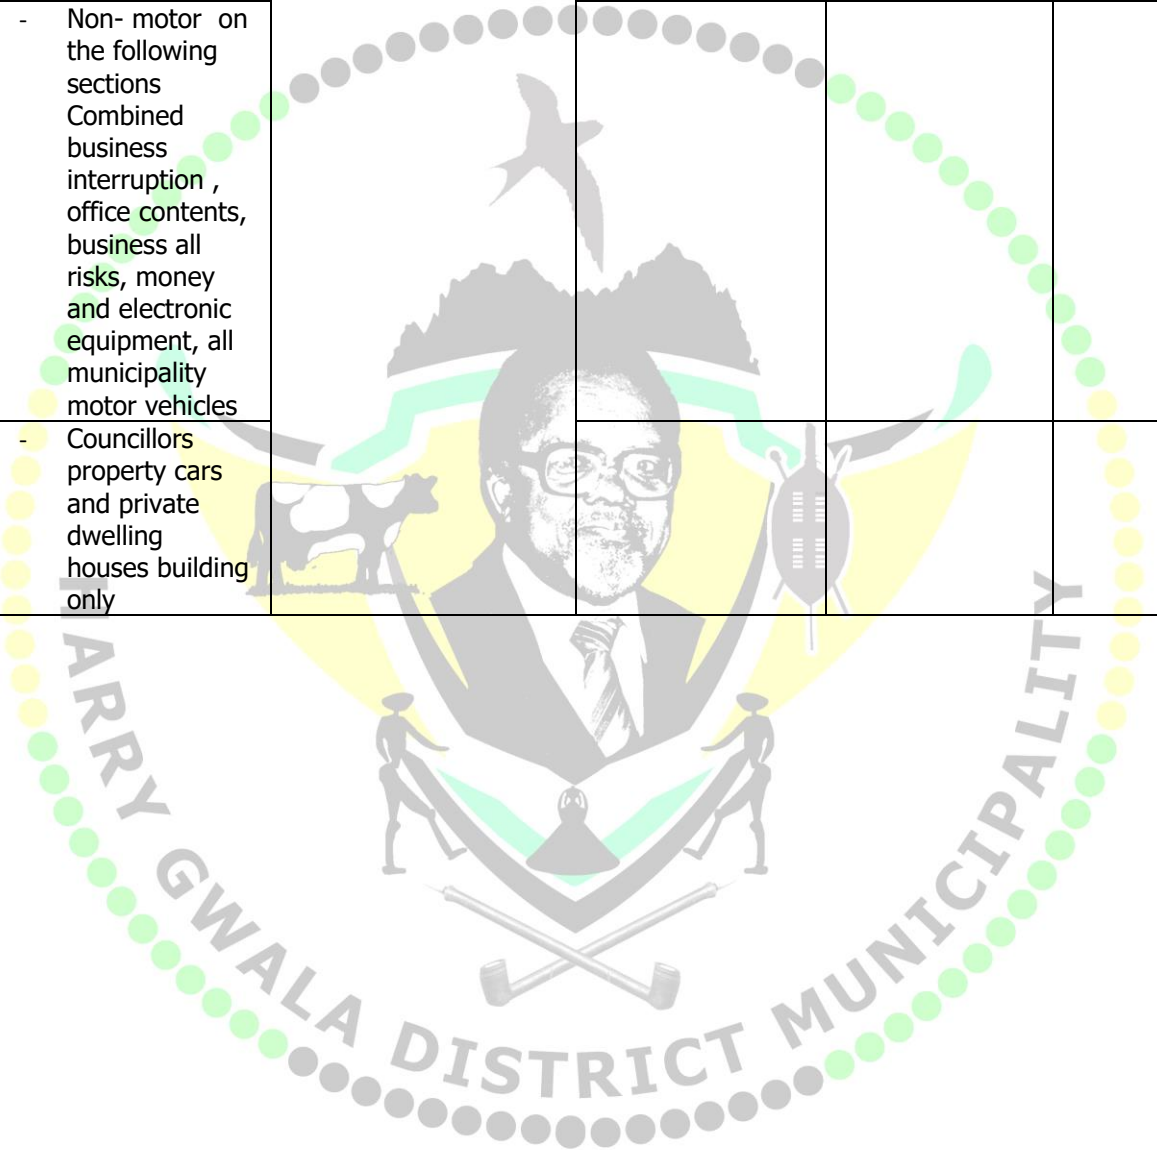 - Non- motor on
the following
sections
Combined
business
interruption ,
office contents,
business all
risks, money
and electronic
equipment, all
municipality
motor vehicles
- Councillors
property cars
and private
dwelling
houses building
only
HARRY GWALA DISTRICT MUNICIPALITY